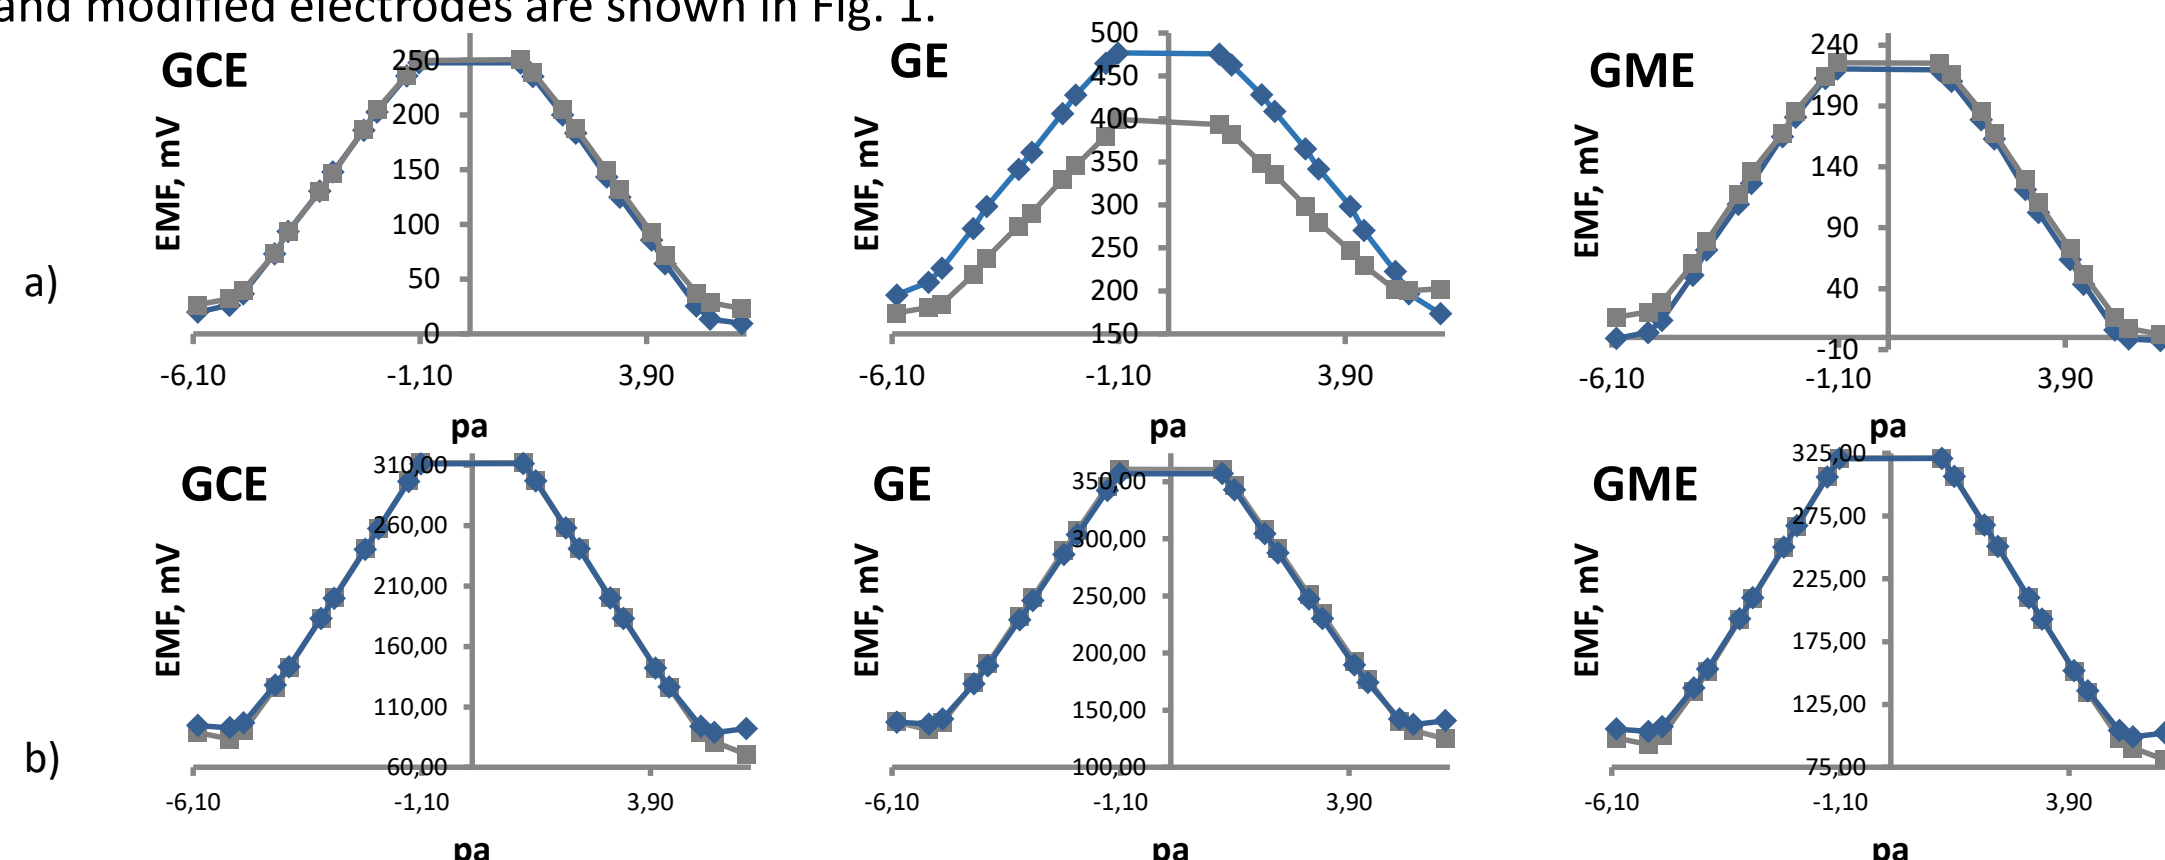 and modified electrodes are shown in Fig. 1.
a)
GCE
EMF, mV
250
200
150
100
50
0
-6,10 -1,10 3,90
pa
GE
EMF, mV
500
450
400
350
300
250
200
150
-6,10 -1,10 3,90
pa
GME
EMF, mV
240
190
140
90
40
-10
-6,10 -1,10 3,90
pa
b)
GCE
EMF, mV
310,00
260,00
210,00
160,00
110,00
60,00
-6,10 -1,10 3,90
pa
GE
EMF, mV
350,00
300,00
250,00
200,00
150,00
100,00
-6,10 -1,10 3,90
pa
GME
EMF, mV
325,00
275,00
225,00
175,00
125,00
75,00
-6,10 -1,10 3,90
pa